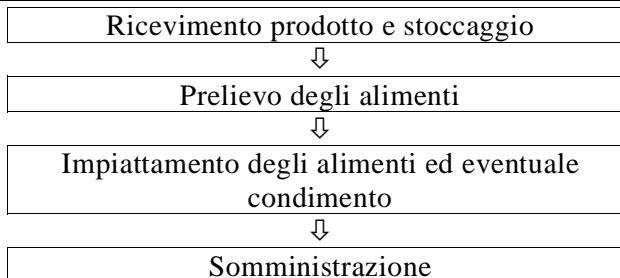 Ricevimento prodotto e stoccaggio
⇩
Prelievo degli alimenti
⇩
Impiattamento degli alimenti ed eventuale
condimento
⇩
Somministrazione